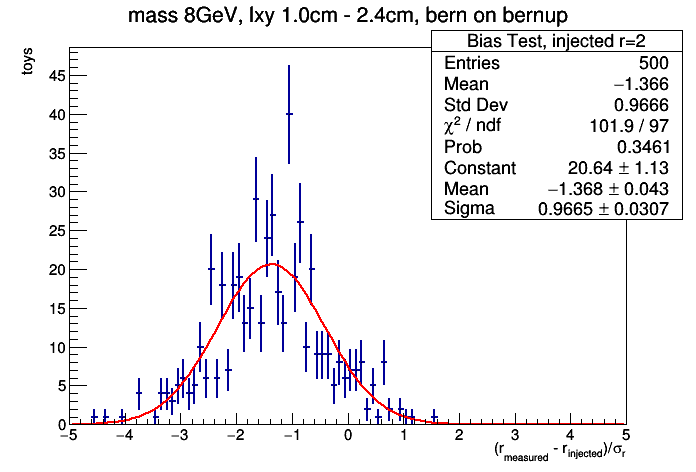 mass 8GeV, lxy 1.0cm - 2.4cm, bern on bernup
Bias Test, injected r=2
Entries 500
Mean −1.366
Std Dev 0.9666
χ² / ndf 101.9 / 97
Prob 0.3461
Constant 20.64 ± 1.13
Mean −1.368 ± 0.043
Sigma 0.9665 ± 0.0307
toys
45
40
35
30
25
20
15
10
5
0
−5 −4 −3 −2 −1 0 1 2 3 4 5
(r_measured - r_injected)/σ_r